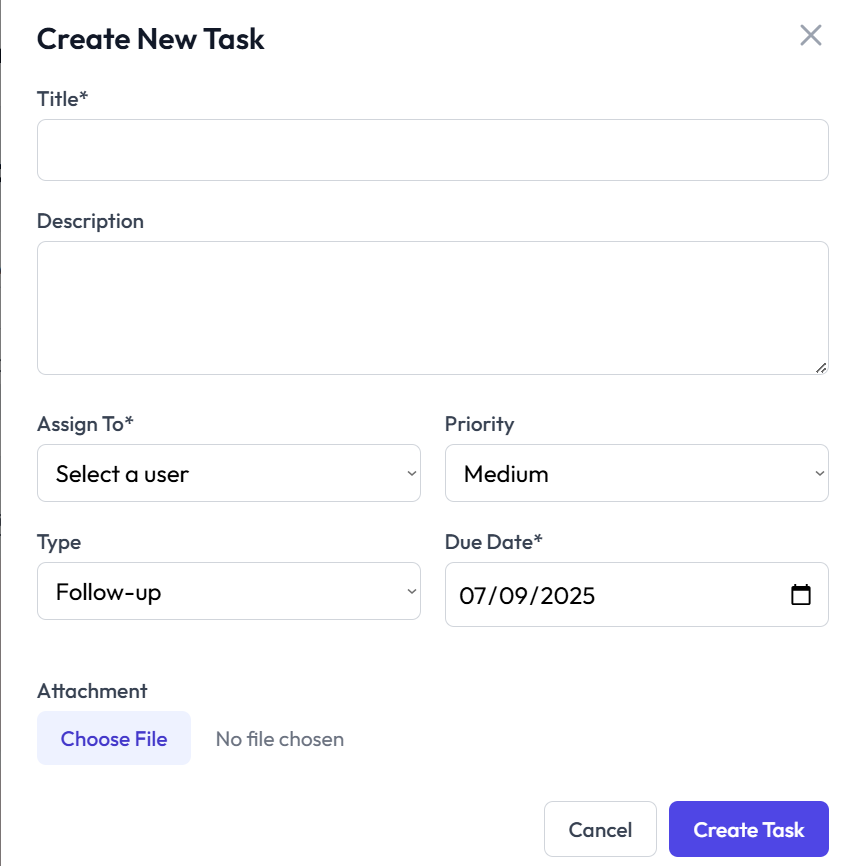 Create New Task
Title*
Description
Assign To*
Priority
Select a user
Medium
Type
Due Date*
Follow-up
07/09/2025
Attachment
Choose File
No file chosen
Cancel
Create Task